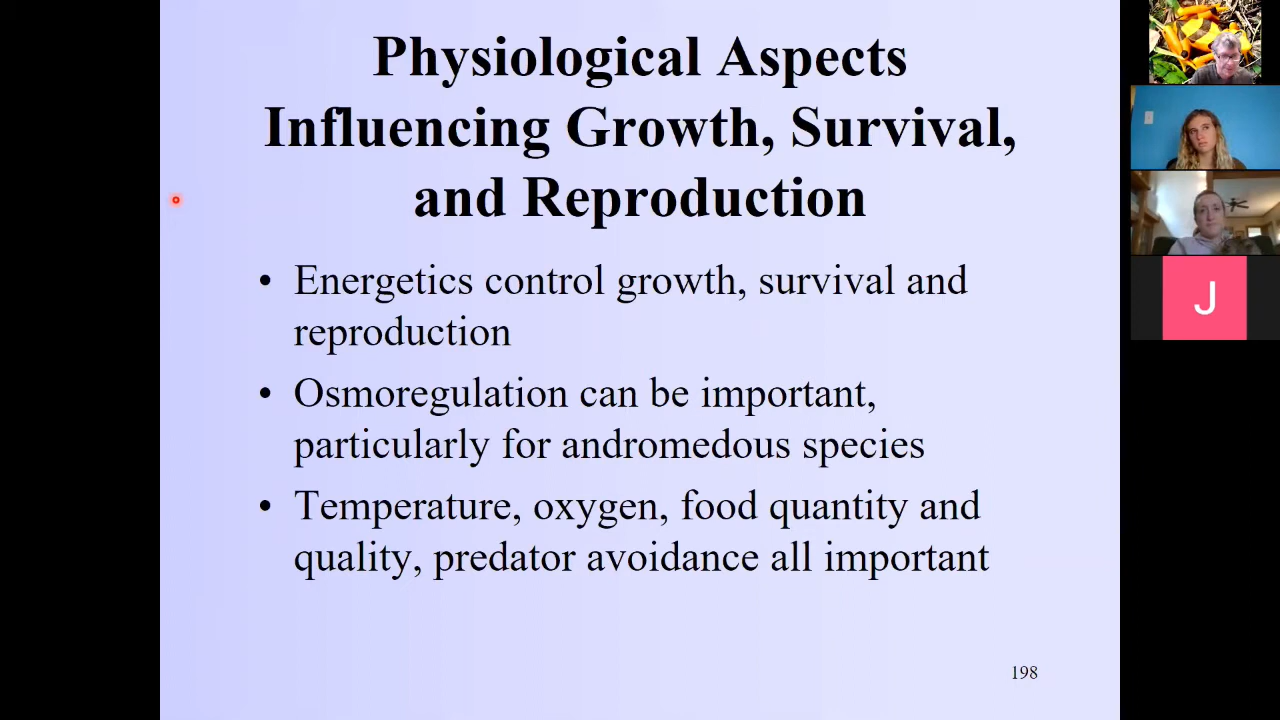 Physiological Aspects
Influencing Growth, Survival,
and Reproduction
• Energetics control growth, survival and
reproduction
• Osmoregulation can be important,
particularly for andromedous species
• Temperature, oxygen, food quantity and
quality, predator avoidance all important
198
J